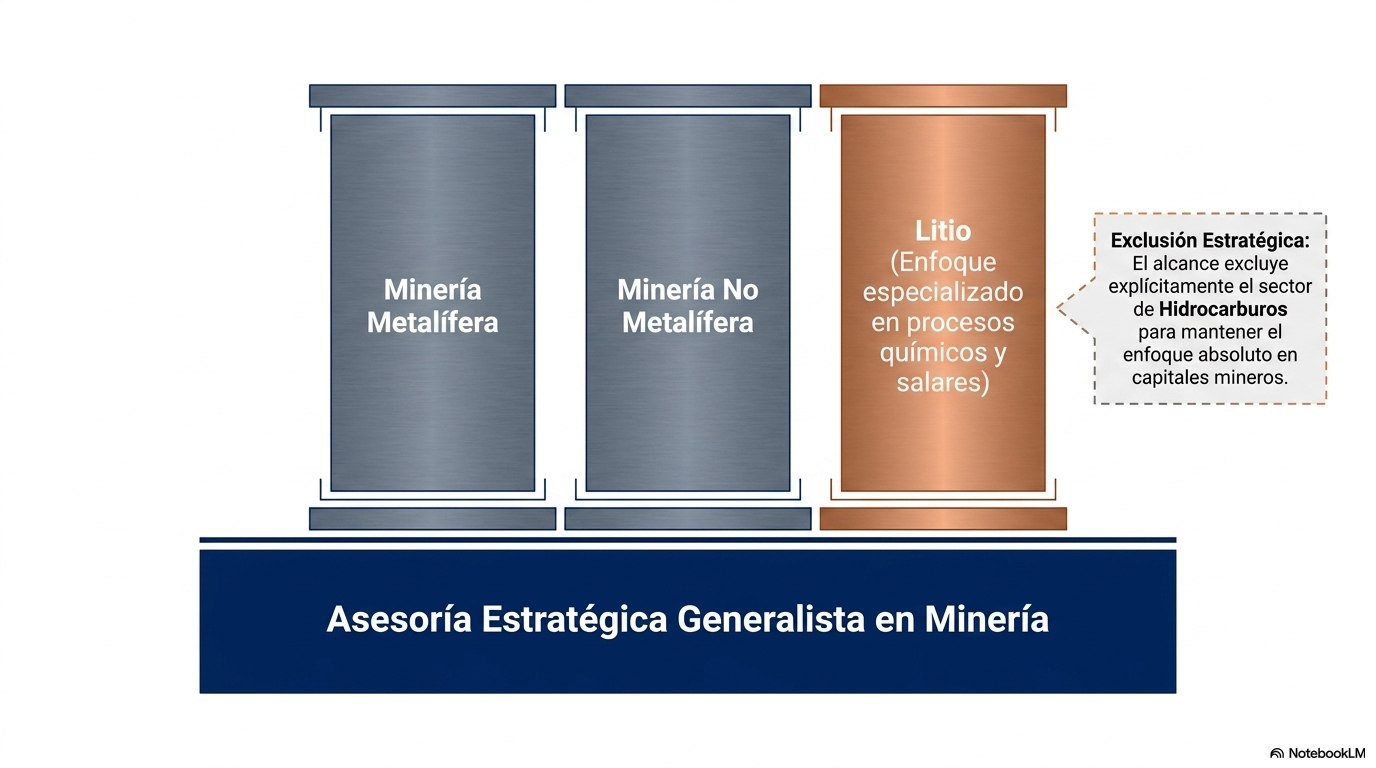 Minería
Metalífera
Minería No
Metalífera
Litio
(Enfoque
especializado
en procesos
químicos y
salares)
Exclusión Estratégica:
El alcance excluye
explícitamente el sector
de Hidrocarburos
para mantener el
enfoque absoluto en
capitales mineros.
Asesoría Estratégica Generalista en Minería
NotebookLM